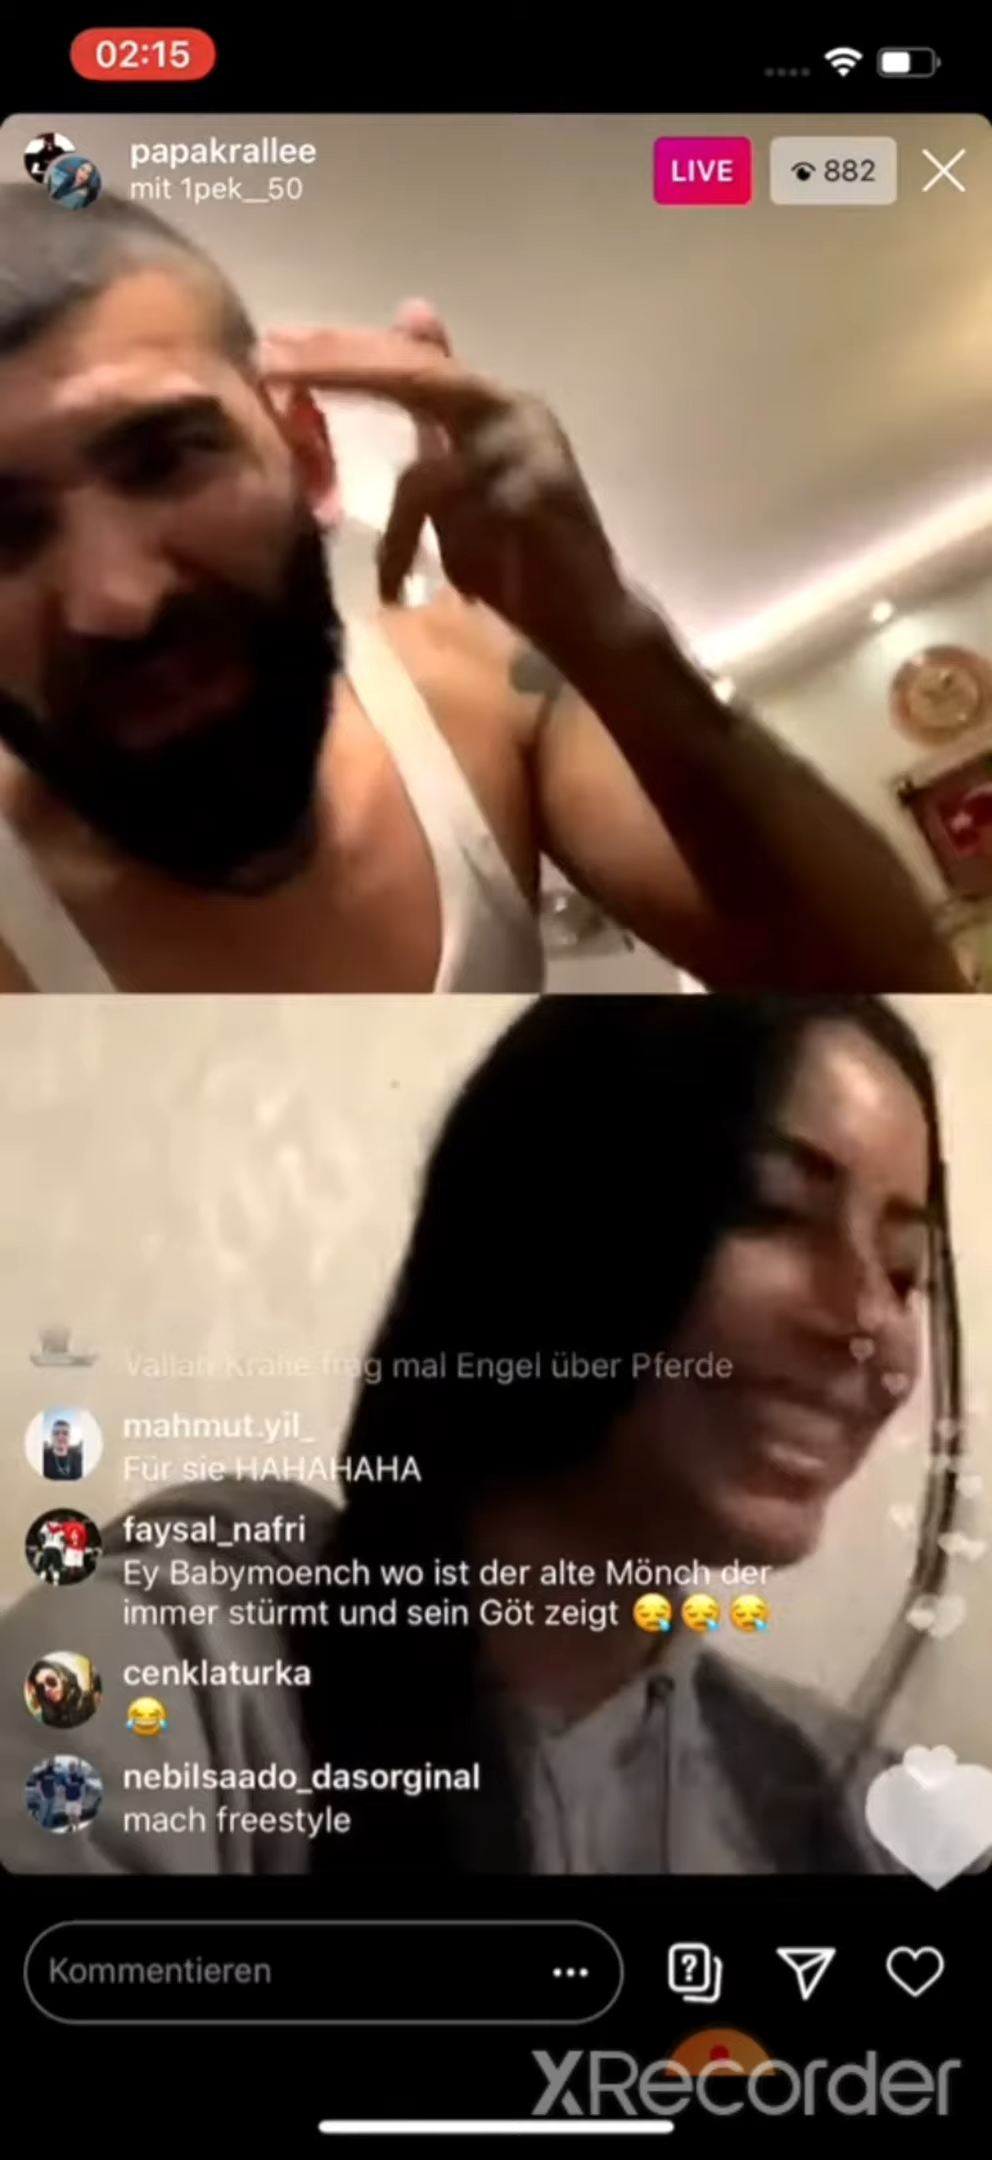 02:15
papakrallee
mit 1pek__50
LIVE
882
frag mal Engel über Pferde
mahmut.yil_
Für sie HAHAHAHA
faysal_nafri
Ey Babymoench wo ist der alte Mönch der
immer stürmt und sein Göt zeigt 😪😪😪
cenklaturka
😂
nebilsaado_dasorginal
mach freestyle
Kommentieren
XRecorder